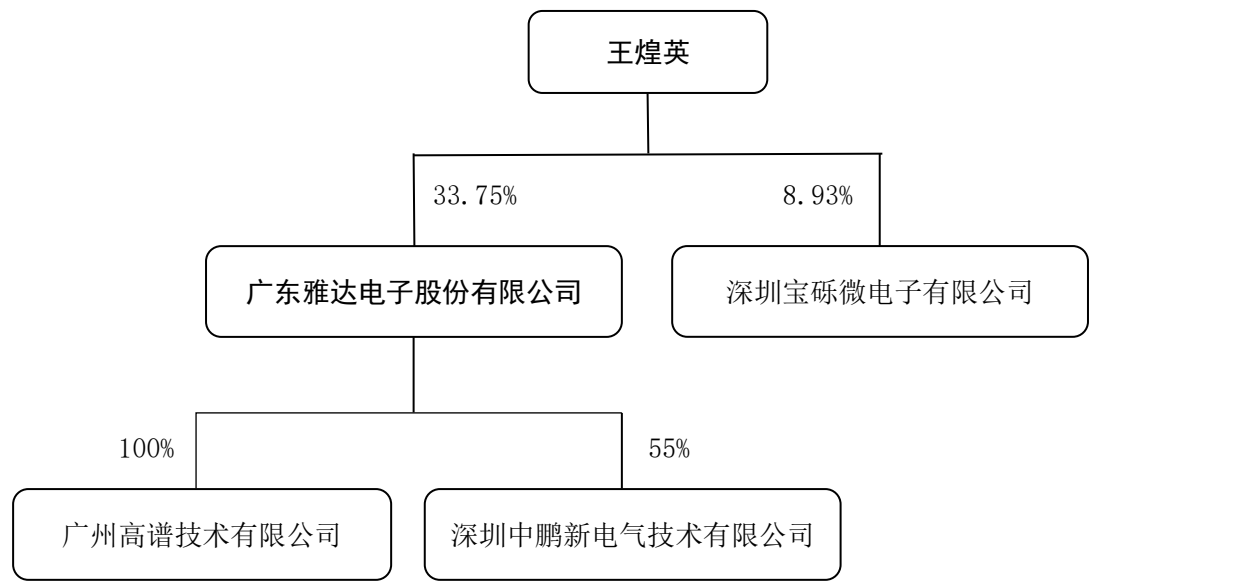 王煌英
33.75%
8.93%
广东雅达电子股份有限公司
深圳宝砾微电子有限公司
100%
55%
广州高谱技术有限公司
深圳中鹏新电气技术有限公司